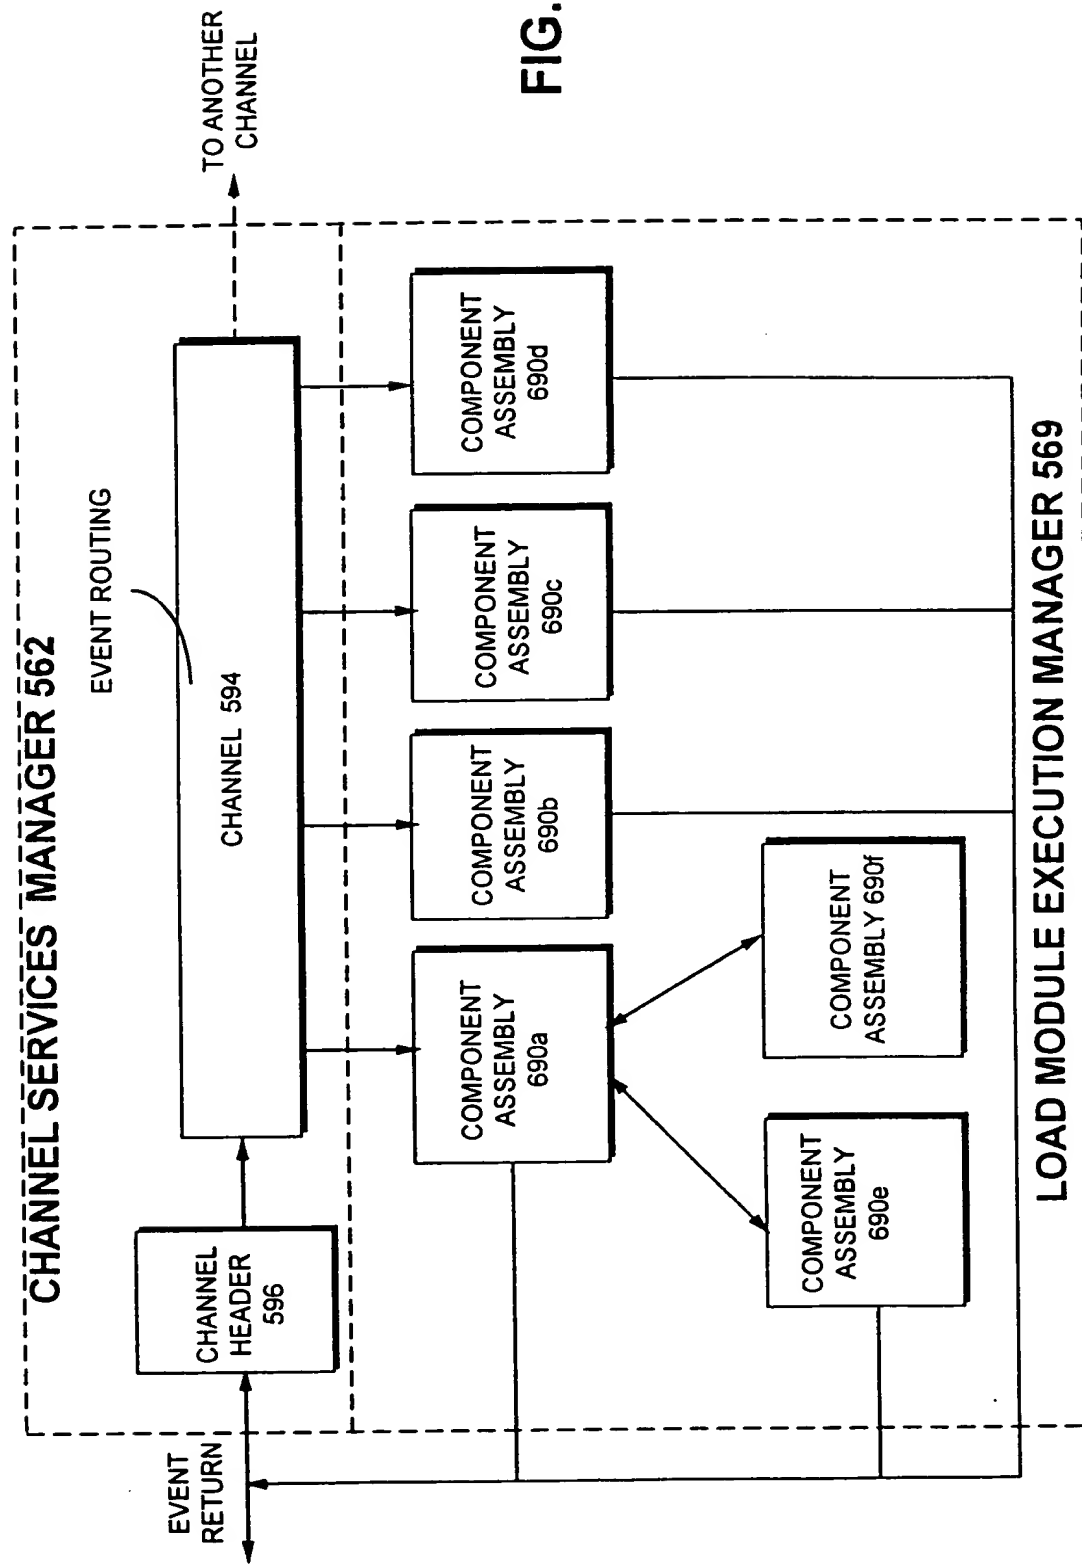 CHANNEL SERVICES MANAGER 562
EVENT ROUTING
TO ANOTHER
CHANNEL
EVENT
RETURN
CHANNEL
HEADER
596
CHANNEL 594
COMPONENT
ASSEMBLY
690a
COMPONENT
ASSEMBLY
690b
COMPONENT
ASSEMBLY
690c
COMPONENT
ASSEMBLY
690d
COMPONENT
ASSEMBLY
690e
COMPONENT
ASSEMBLY 690f
LOAD MODULE EXECUTION MANAGER 569
FIG.